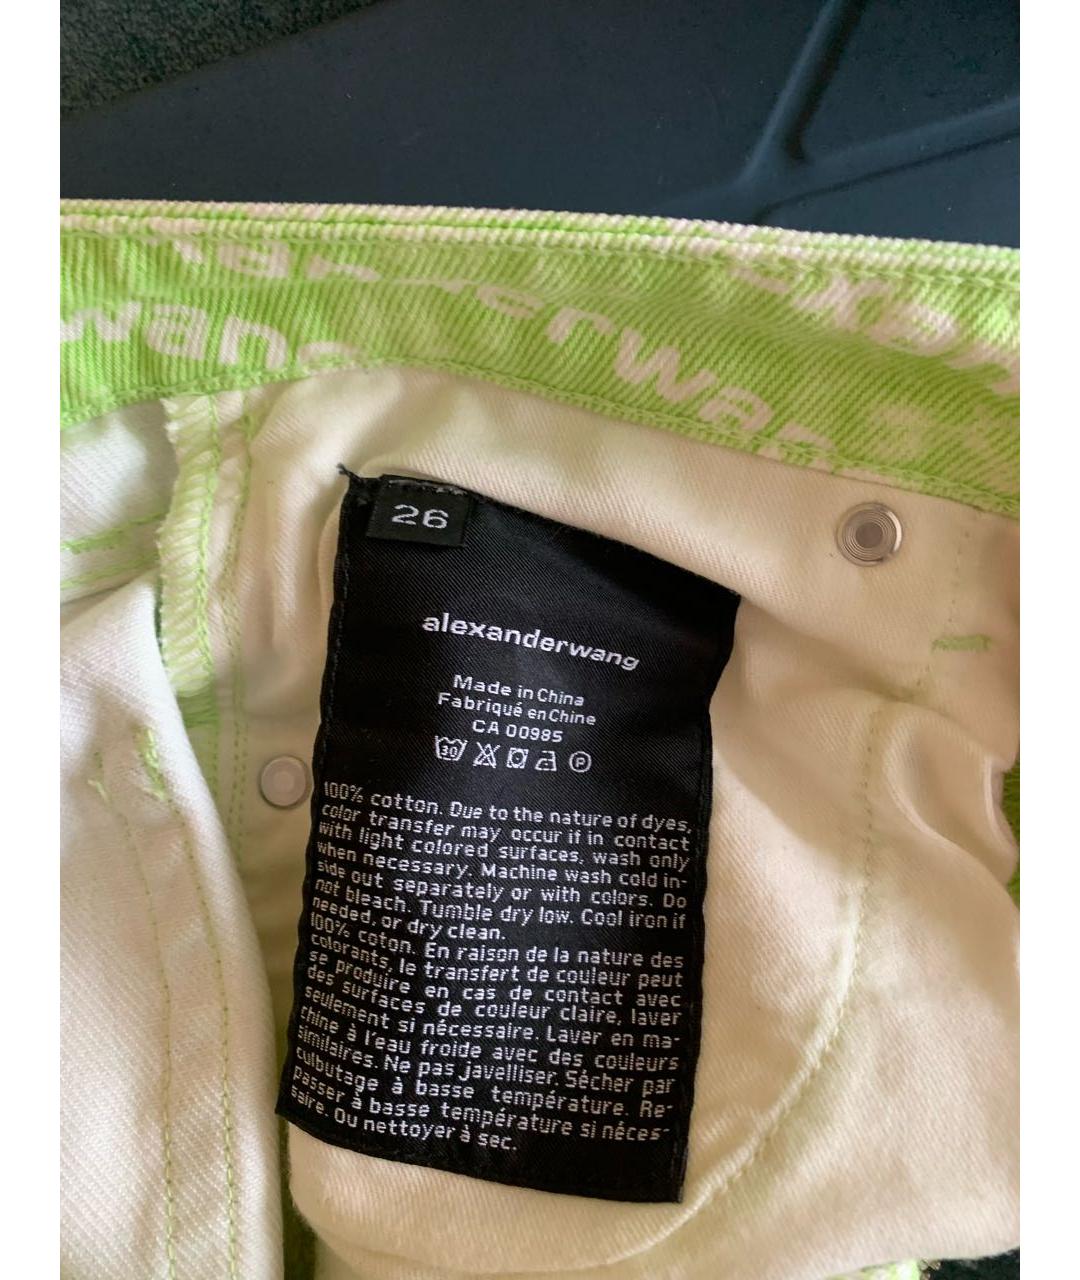 wang
erwang
26
alexanderwang
Made in China
Fabriqué en Chine
CA 00985
30
P
100% cotton. Due to the nature of dyes,
color transfer may occur if in contact
with light colored surfaces. wash only
when necessary. Machine wash cold in-
side out separately or with colors. Do
not bleach. Tumble dry low. Cool iron if
needed, or dry clean.
100% coton. En raison de la nature des
colorants, le transfert de couleur peut
se produire en cas de contact avec
des surfaces de couleur claire, laver
seulement si nécessaire. Laver en ma-
chine à l'eau froide avec des couleurs
similaires. Ne pas javelliser. Sécher par
culbutage à basse température. Re-
passer à basse température si néces-
saire. Ou nettoyer à sec.